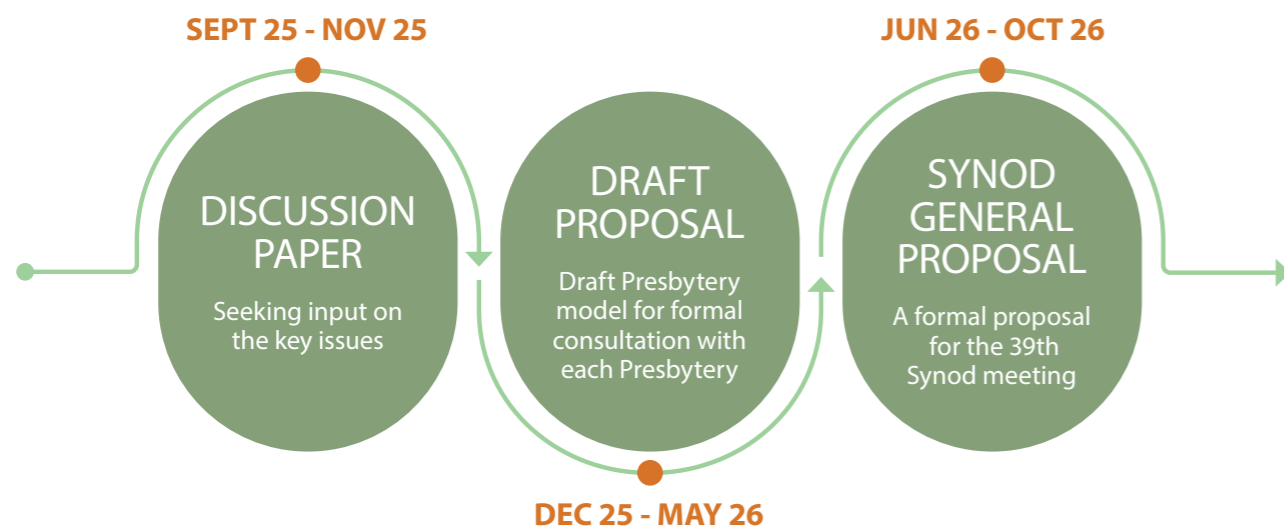 SEPT 25 - NOV 25
DISCUSSION
PAPER
Seeking input on
the key issues
DRAFT
PROPOSAL
Draft Presbytery
model for formal
consultation with
each Presbytery
DEC 25 - MAY 26
JUN 26 - OCT 26
SYNOD
GENERAL
PROPOSAL
A formal proposal
for the 39th
Synod meeting